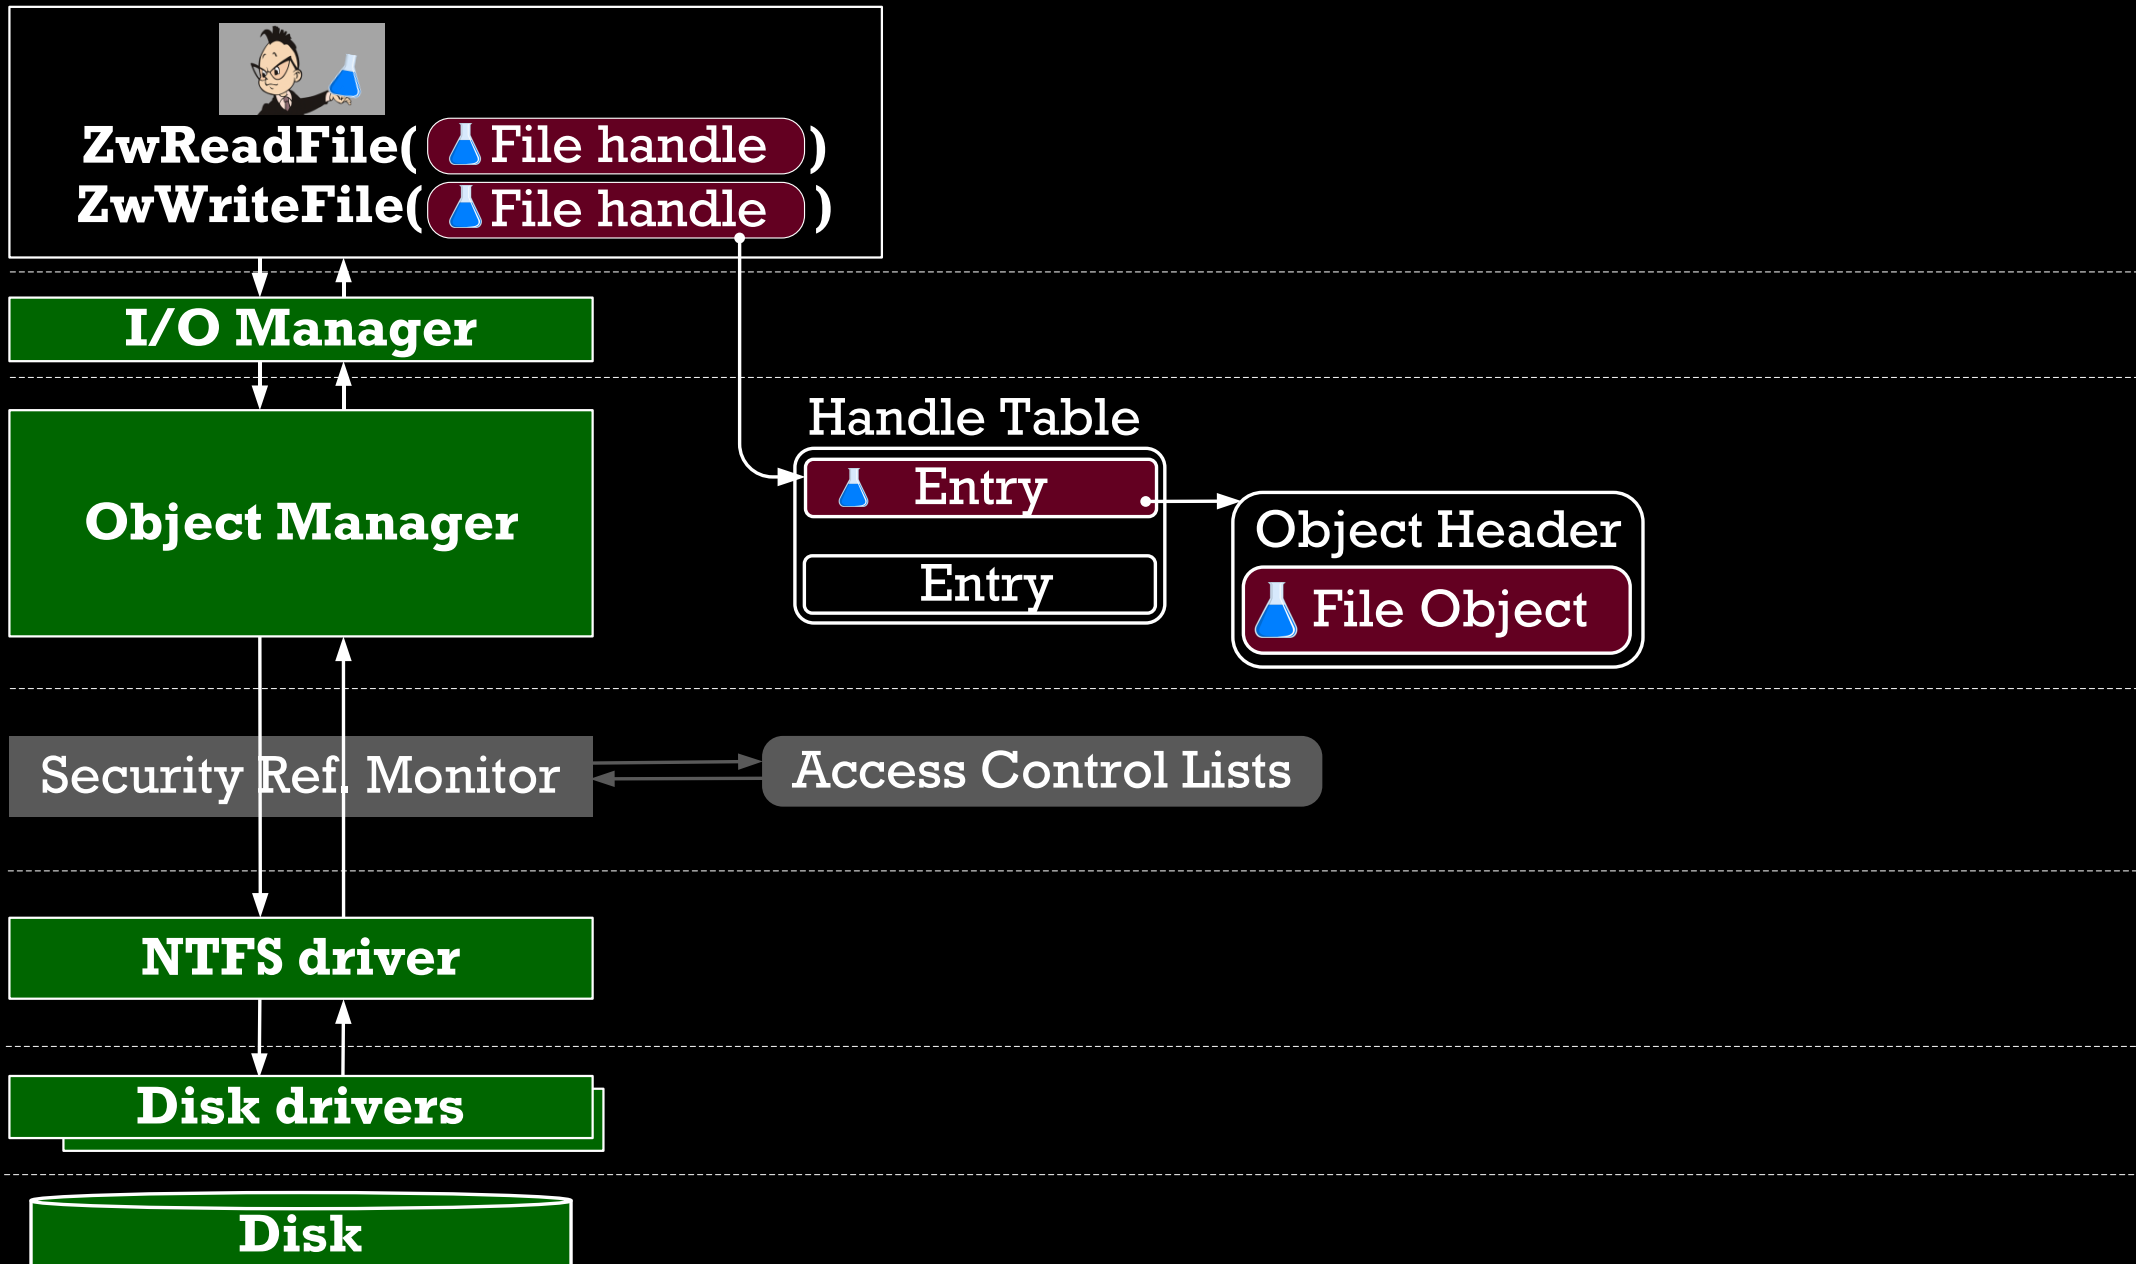 ZwReadFile( File handle )
ZwWriteFile( File handle )
I/O Manager
Handle Table
Entry
Object Manager
Object Header
Entry
File Object
Security Ref. Monitor
Access Control Lists
NTFS driver
Disk drivers
Disk